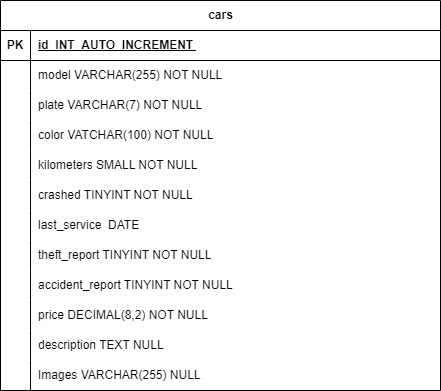 cars
PK id INT AUTO_INCREMENT
model VARCHAR(255) NOT NULL
plate VARCHAR(7) NOT NULL
color VATCHAR(100) NOT NULL
kilometers SMALL NOT NULL
crashed TINYINT NOT NULL
last_service DATE
theft_report TINYINT NOT NULL
accident_report TINYINT NOT NULL
price DECIMAL(8,2) NOT NULL
description TEXT NULL
Images VARCHAR(255) NULL